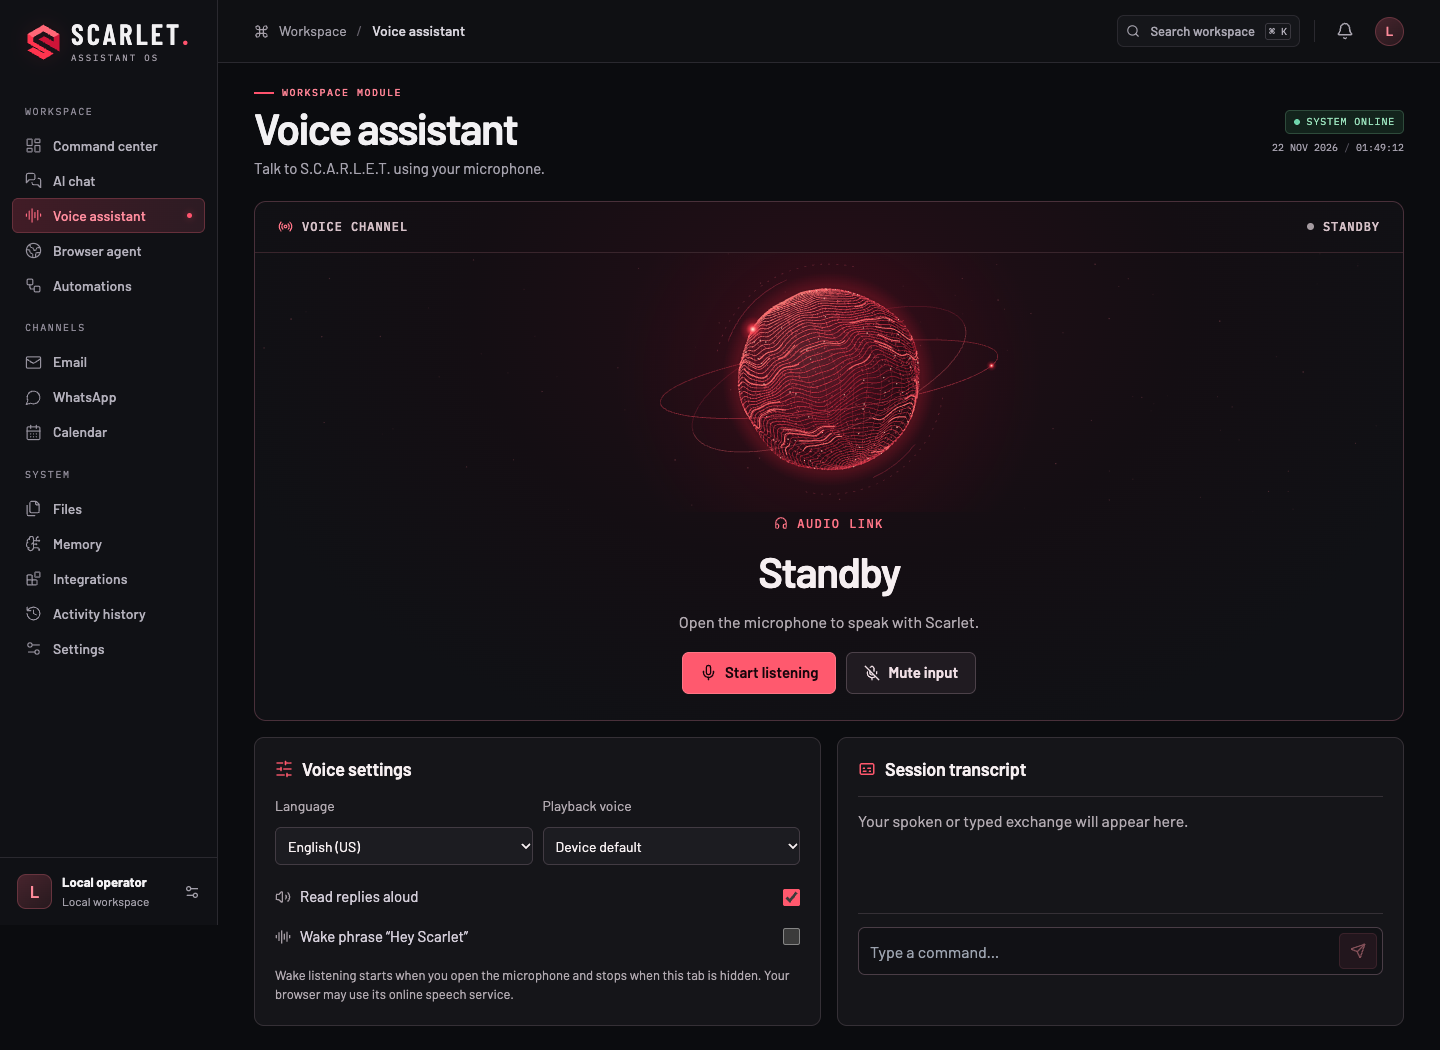 SCARLET.
ASSISTANT OS
WORKSPACE
Command center
AI chat
Voice assistant
Browser agent
Automations
CHANNELS
Email
WhatsApp
Calendar
SYSTEM
Files
Memory
Integrations
Activity history
Settings
L
Local operator
Local workspace
⌘ Workspace / Voice assistant
Search workspace ⌘ K
L
WORKSPACE MODULE
Voice assistant
Talk to S.C.A.R.L.E.T. using your microphone.
SYSTEM ONLINE
22 NOV 2026 / 01:49:12
VOICE CHANNEL
STANDBY
AUDIO LINK
Standby
Open the microphone to speak with Scarlet.
Start listening
Mute input
Voice settings
Language
Playback voice
English (US)
Device default
Read replies aloud
Wake phrase “Hey Scarlet”
Wake listening starts when you open the microphone and stops when this tab is hidden. Your
browser may use its online speech service.
Session transcript
Your spoken or typed exchange will appear here.
Type a command...